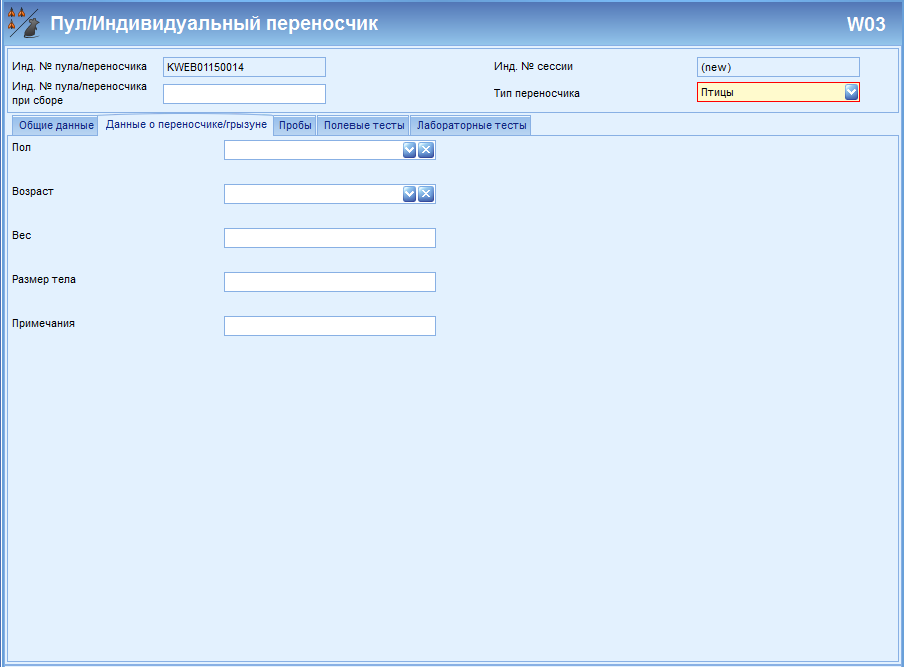 Пул/Индивидуальный переносчик
W03
Инд. № пула/переносчика
KWEB01150014
Инд. № сессии
(new)
Инд. № пула/переносчика
при сборе
Тип переносчика
Птицы
Общие данные
Данные о переносчике/грызуне
Пробы
Полевые тесты
Лабораторные тесты
Пол
Возраст
Вес
Размер тела
Примечания